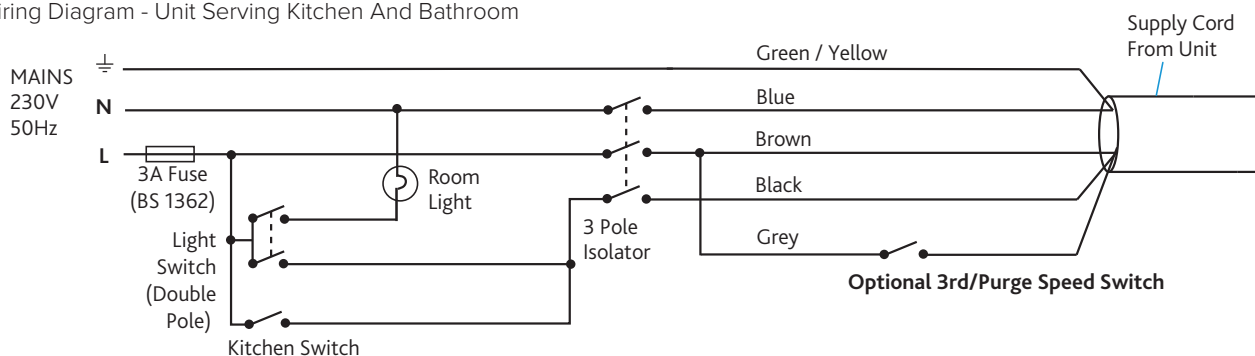 iring Diagram - Unit Serving Kitchen And Bathroom
Supply Cord
From Unit
MAINS
230V
50Hz
N
L
Green / Yellow
Blue
Brown
Black
Grey
3A Fuse
(BS 1362)
Room
Light
Light
Switch
(Double
Pole)
3 Pole
Isolator
Optional 3rd/Purge Speed Switch
Kitchen Switch